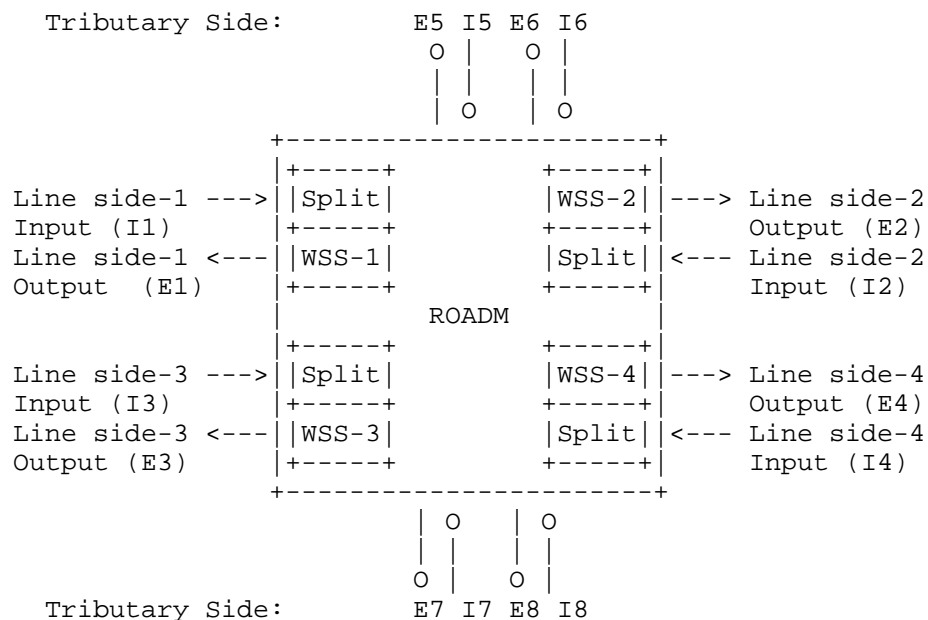 Tributary Side: E5 I5 E6 I6
O | O |
| | | |
| O | O
+-----------------------+
|+-----+ +-----+|
Line side-1 --->||Split| |WSS-2||---> Line side-2
Input (I1) |+-----+ +-----+| Output (E2)
Line side-1 <---||WSS-1| |Split||<--- Line side-2
Output (E1) |+-----+ +-----+| Input (I2)
| ROADM |
|+-----+ +-----+|
Line side-3 --->||Split| |WSS-4||---> Line side-4
Input (I3) |+-----+ +-----+| Output (E4)
Line side-3 <---||WSS-3| |Split||<--- Line side-4
Output (E3) |+-----+ +-----+| Input (I4)
+-----------------------+
| O | O
| | | |
O | O |
Tributary Side: E7 I7 E8 I8